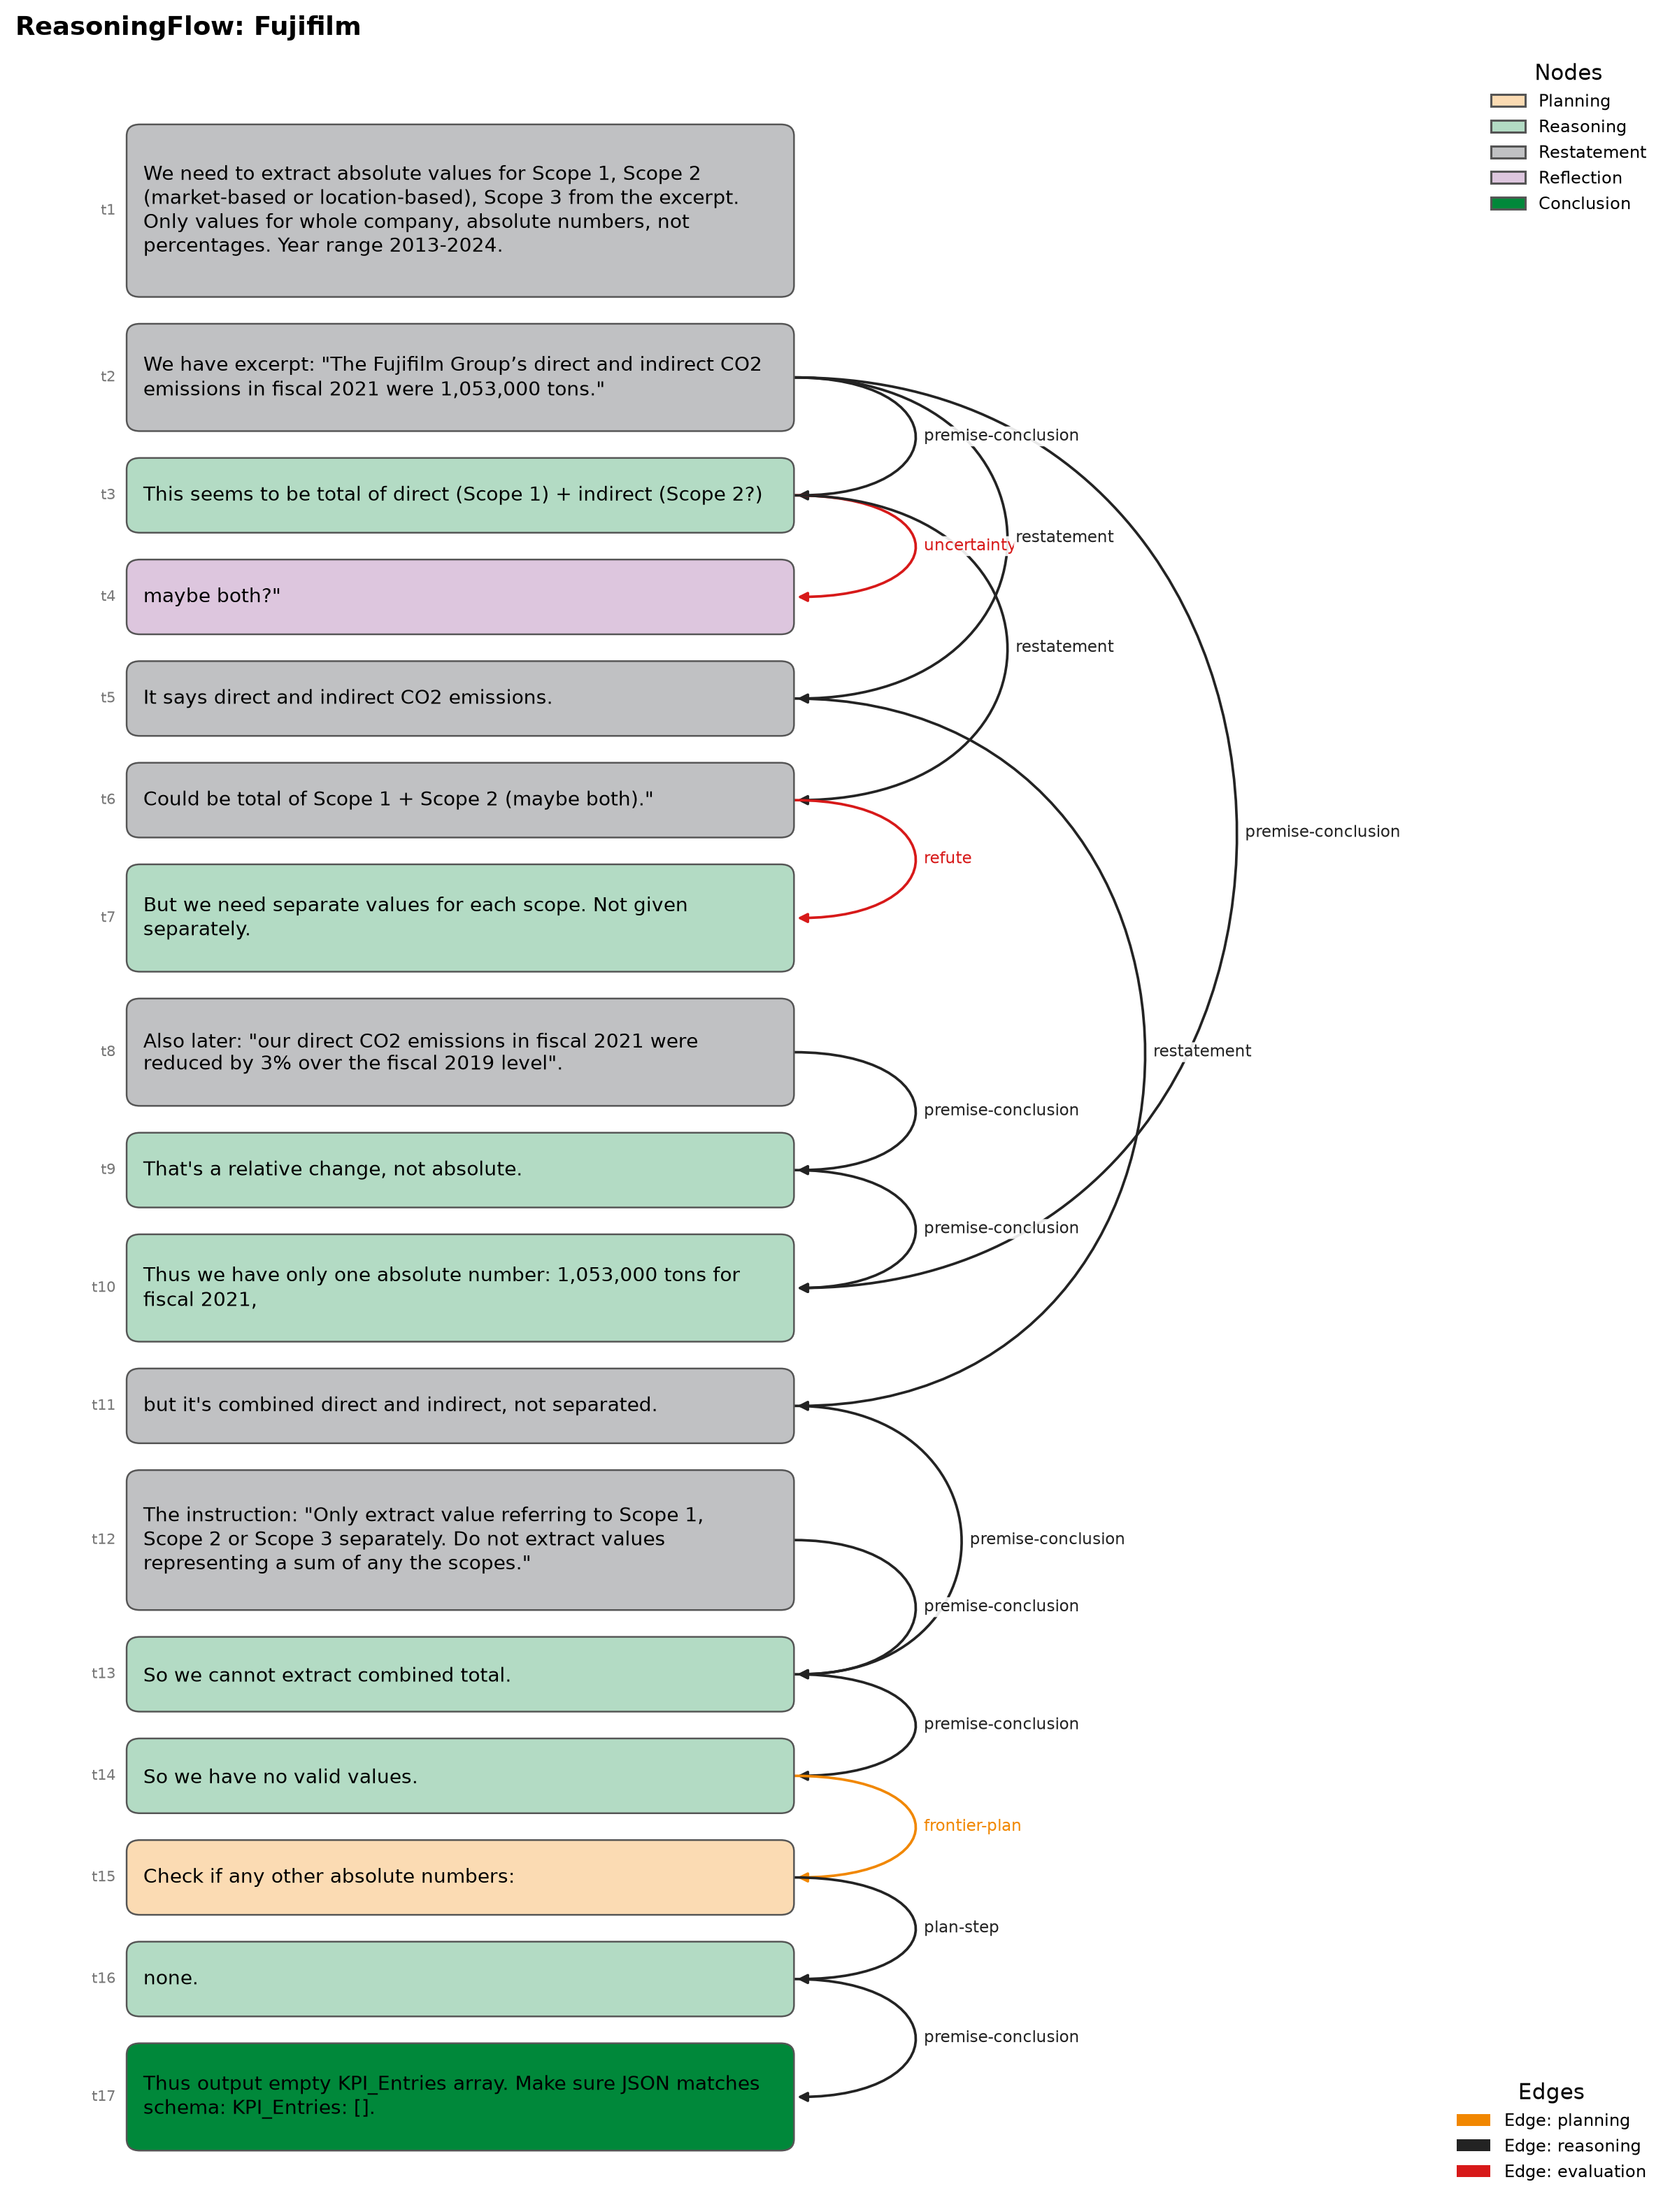 ReasoningFlow: Fujifilm
Nodes
Planning
Reasoning
Restatement
Reflection
Conclusion
t1
We need to extract absolute values for Scope 1, Scope 2
(market-based or location-based), Scope 3 from the excerpt.
Only values for whole company, absolute numbers, not
percentages. Year range 2013-2024.
t2
We have excerpt: "The Fujifilm Group’s direct and indirect CO2
emissions in fiscal 2021 were 1,053,000 tons."
premise-conclusion
t3
This seems to be total of direct (Scope 1) + indirect (Scope 2?)
uncertainty
restatement
t4
maybe both?"
restatement
t5
It says direct and indirect CO2 emissions.
t6
Could be total of Scope 1 + Scope 2 (maybe both)."
premise-conclusion
refute
t7
But we need separate values for each scope. Not given
separately.
t8
Also later: "our direct CO2 emissions in fiscal 2021 were
reduced by 3% over the fiscal 2019 level".
restatement
premise-conclusion
t9
That's a relative change, not absolute.
premise-conclusion
t10
Thus we have only one absolute number: 1,053,000 tons for
fiscal 2021,
t11
but it's combined direct and indirect, not separated.
t12
The instruction: "Only extract value referring to Scope 1,
Scope 2 or Scope 3 separately. Do not extract values
representing a sum of any the scopes."
premise-conclusion
premise-conclusion
t13
So we cannot extract combined total.
premise-conclusion
t14
So we have no valid values.
frontier-plan
t15
Check if any other absolute numbers:
plan-step
t16
none.
premise-conclusion
t17
Thus output empty KPI_Entries array. Make sure JSON matches
schema: KPI_Entries: [].
Edges
Edge: planning
Edge: reasoning
Edge: evaluation